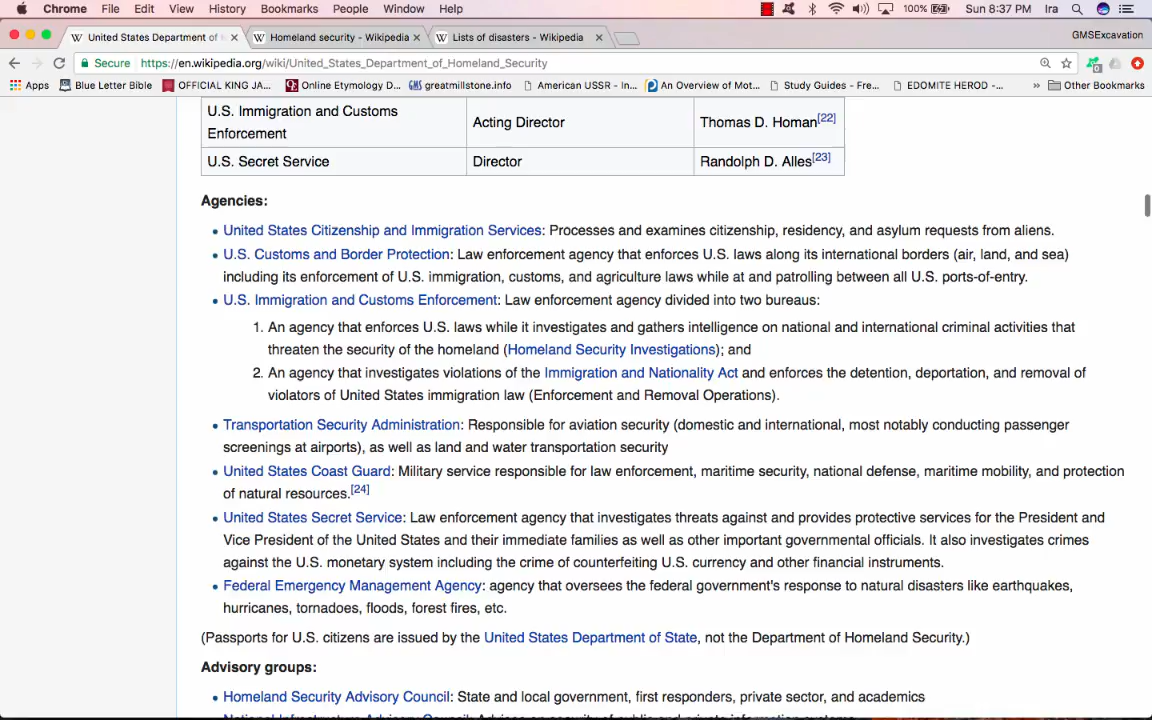 Chrome File Edit View History Bookmarks People Window Help 100% Sun 8:37 PM Ira
United States Department of Homeland security - Wikipedia Lists of disasters - Wikipedia GMSExcavation
Secure https://en.wikipedia.org/wiki/United_States_Department_of_Homeland_Security
Apps Blue Letter Bible OFFICIAL KING JA... Online Etymology D... greatmillstone.info American USSR - In... An Overview of Mot... Study Guides - Fre... EDOMITE HEROD -... » Other Bookmarks
U.S. Immigration and Customs
Enforcement
Acting Director
Thomas D. Homan[22]
U.S. Secret Service Director Randolph D. Alles[23]
Agencies:
• United States Citizenship and Immigration Services: Processes and examines citizenship, residency, and asylum requests from aliens.
• U.S. Customs and Border Protection: Law enforcement agency that enforces U.S. laws along its international borders (air, land, and sea)
including its enforcement of U.S. immigration, customs, and agriculture laws while at and patrolling between all U.S. ports-of-entry.
• U.S. Immigration and Customs Enforcement: Law enforcement agency divided into two bureaus:
1. An agency that enforces U.S. laws while it investigates and gathers intelligence on national and international criminal activities that
threaten the security of the homeland (Homeland Security Investigations); and
2. An agency that investigates violations of the Immigration and Nationality Act and enforces the detention, deportation, and removal of
violators of United States immigration law (Enforcement and Removal Operations).
• Transportation Security Administration: Responsible for aviation security (domestic and international, most notably conducting passenger
screenings at airports), as well as land and water transportation security
• United States Coast Guard: Military service responsible for law enforcement, maritime security, national defense, maritime mobility, and protection
of natural resources.[24]
• United States Secret Service: Law enforcement agency that investigates threats against and provides protective services for the President and
Vice President of the United States and their immediate families as well as other important governmental officials. It also investigates crimes
against the U.S. monetary system including the crime of counterfeiting U.S. currency and other financial instruments.
• Federal Emergency Management Agency: agency that oversees the federal government's response to natural disasters like earthquakes,
hurricanes, tornadoes, floods, forest fires, etc.
(Passports for U.S. citizens are issued by the United States Department of State, not the Department of Homeland Security.)
Advisory groups:
• Homeland Security Advisory Council: State and local government, first responders, private sector, and academics